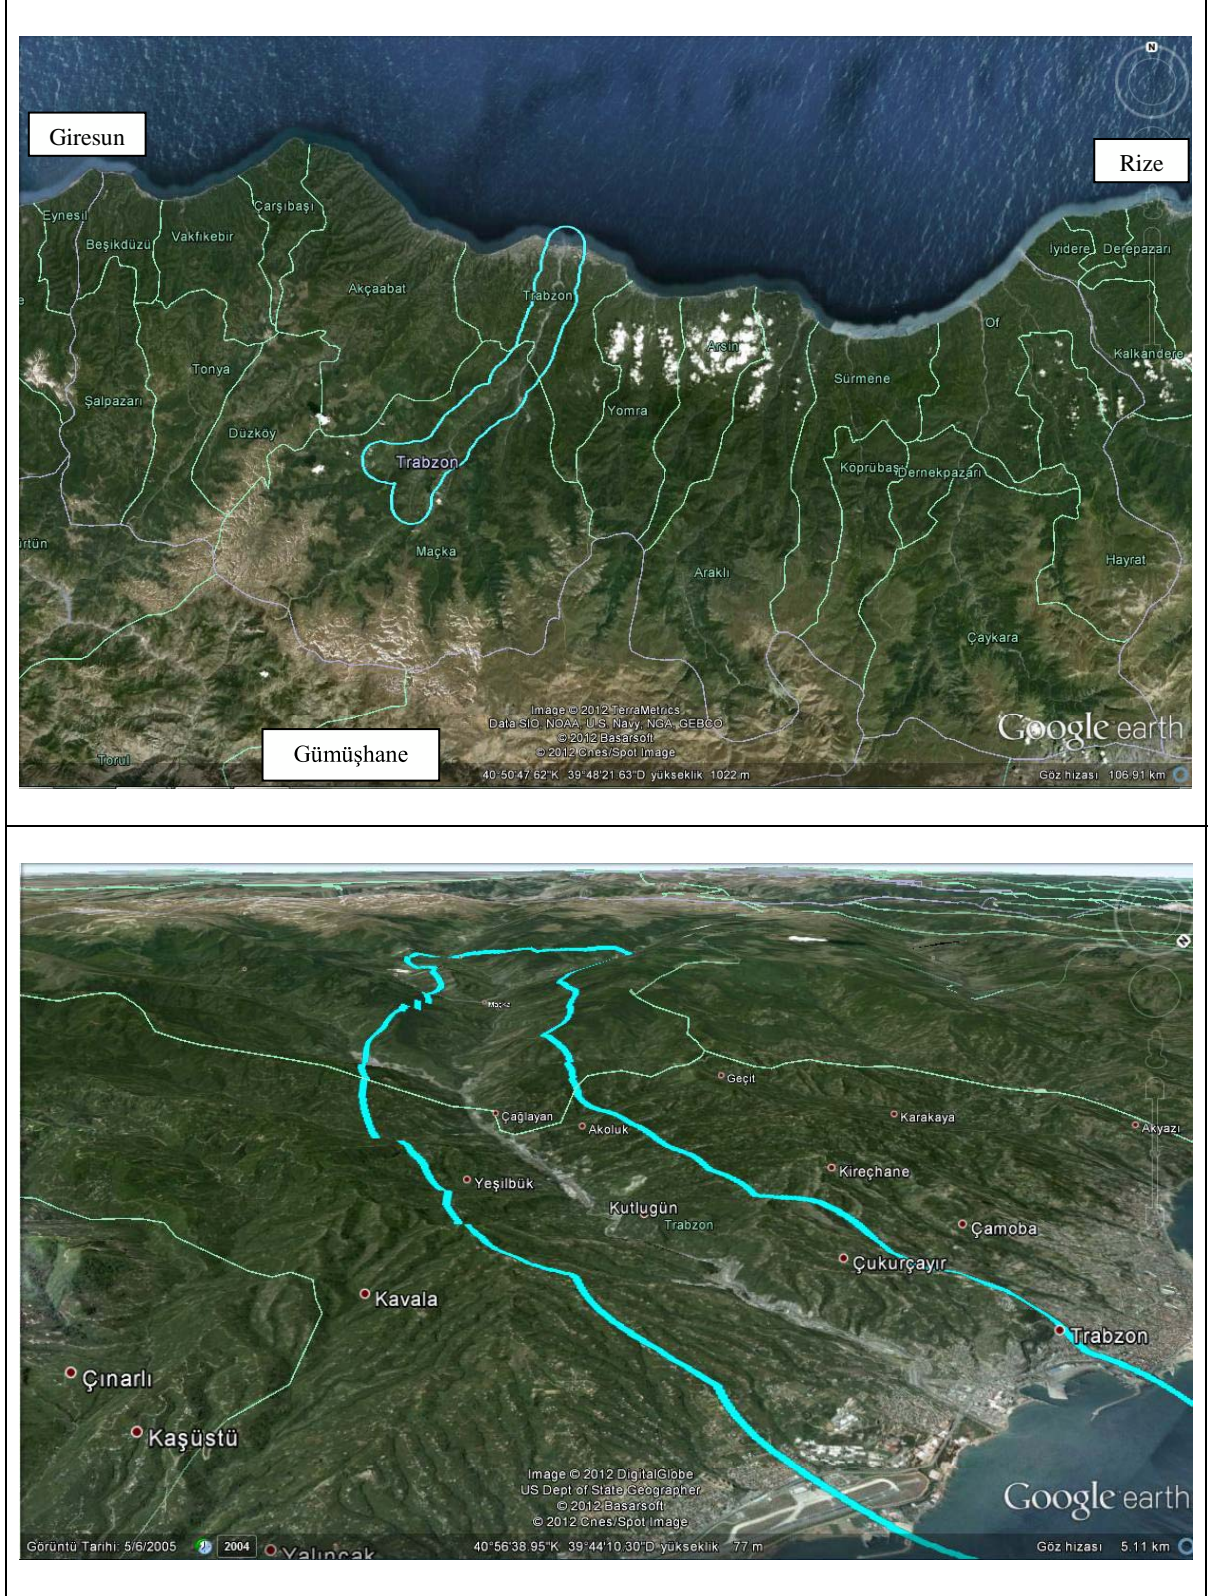 N
Giresun
Rize
Eynesil
Beşikdüzü
Vakfıkebir
Çarşıbaşı
İyidere
Derepazarı
Akçaabat
Trabzon
Of
Arsin
Kalkandere
Tonya
Sürmene
Şalpazarı
Yomra
Düzköy
Trabzon
Köprübaşı
Dernekpazarı
Maçka
Hayrat
Araklı
Çaykara
Image © 2012 TerraMetrics
Data SIO, NOAA, U.S. Navy, NGA, GEBCO
© 2012 Basarsoft
© 2012 Cnes/Spot Image
Google earth
Gümüşhane
Torul
40°50'47.62"K 39°48'21.63"D yükseklik 1022 m
Göz hizası 106.91 km
N
Maçka
Geçit
Çağlayan
Akoluk
Karakaya
Akyazı
Yeşilbük
Kireçhane
Kutlugün
Trabzon
Çamoba
Çukurçayır
Kavala
Trabzon
Çınarlı
Kaşüstü
Image © 2012 DigitalGlobe
US Dept of State Geographer
© 2012 Basarsoft
© 2012 Cnes/Spot Image
Google earth
Görüntü Tarihi: 5/6/2005 2004
Yalıncak
40°56'38.95"K 39°44'10.30"D yükseklik 77 m
Göz hizası 5.11 km